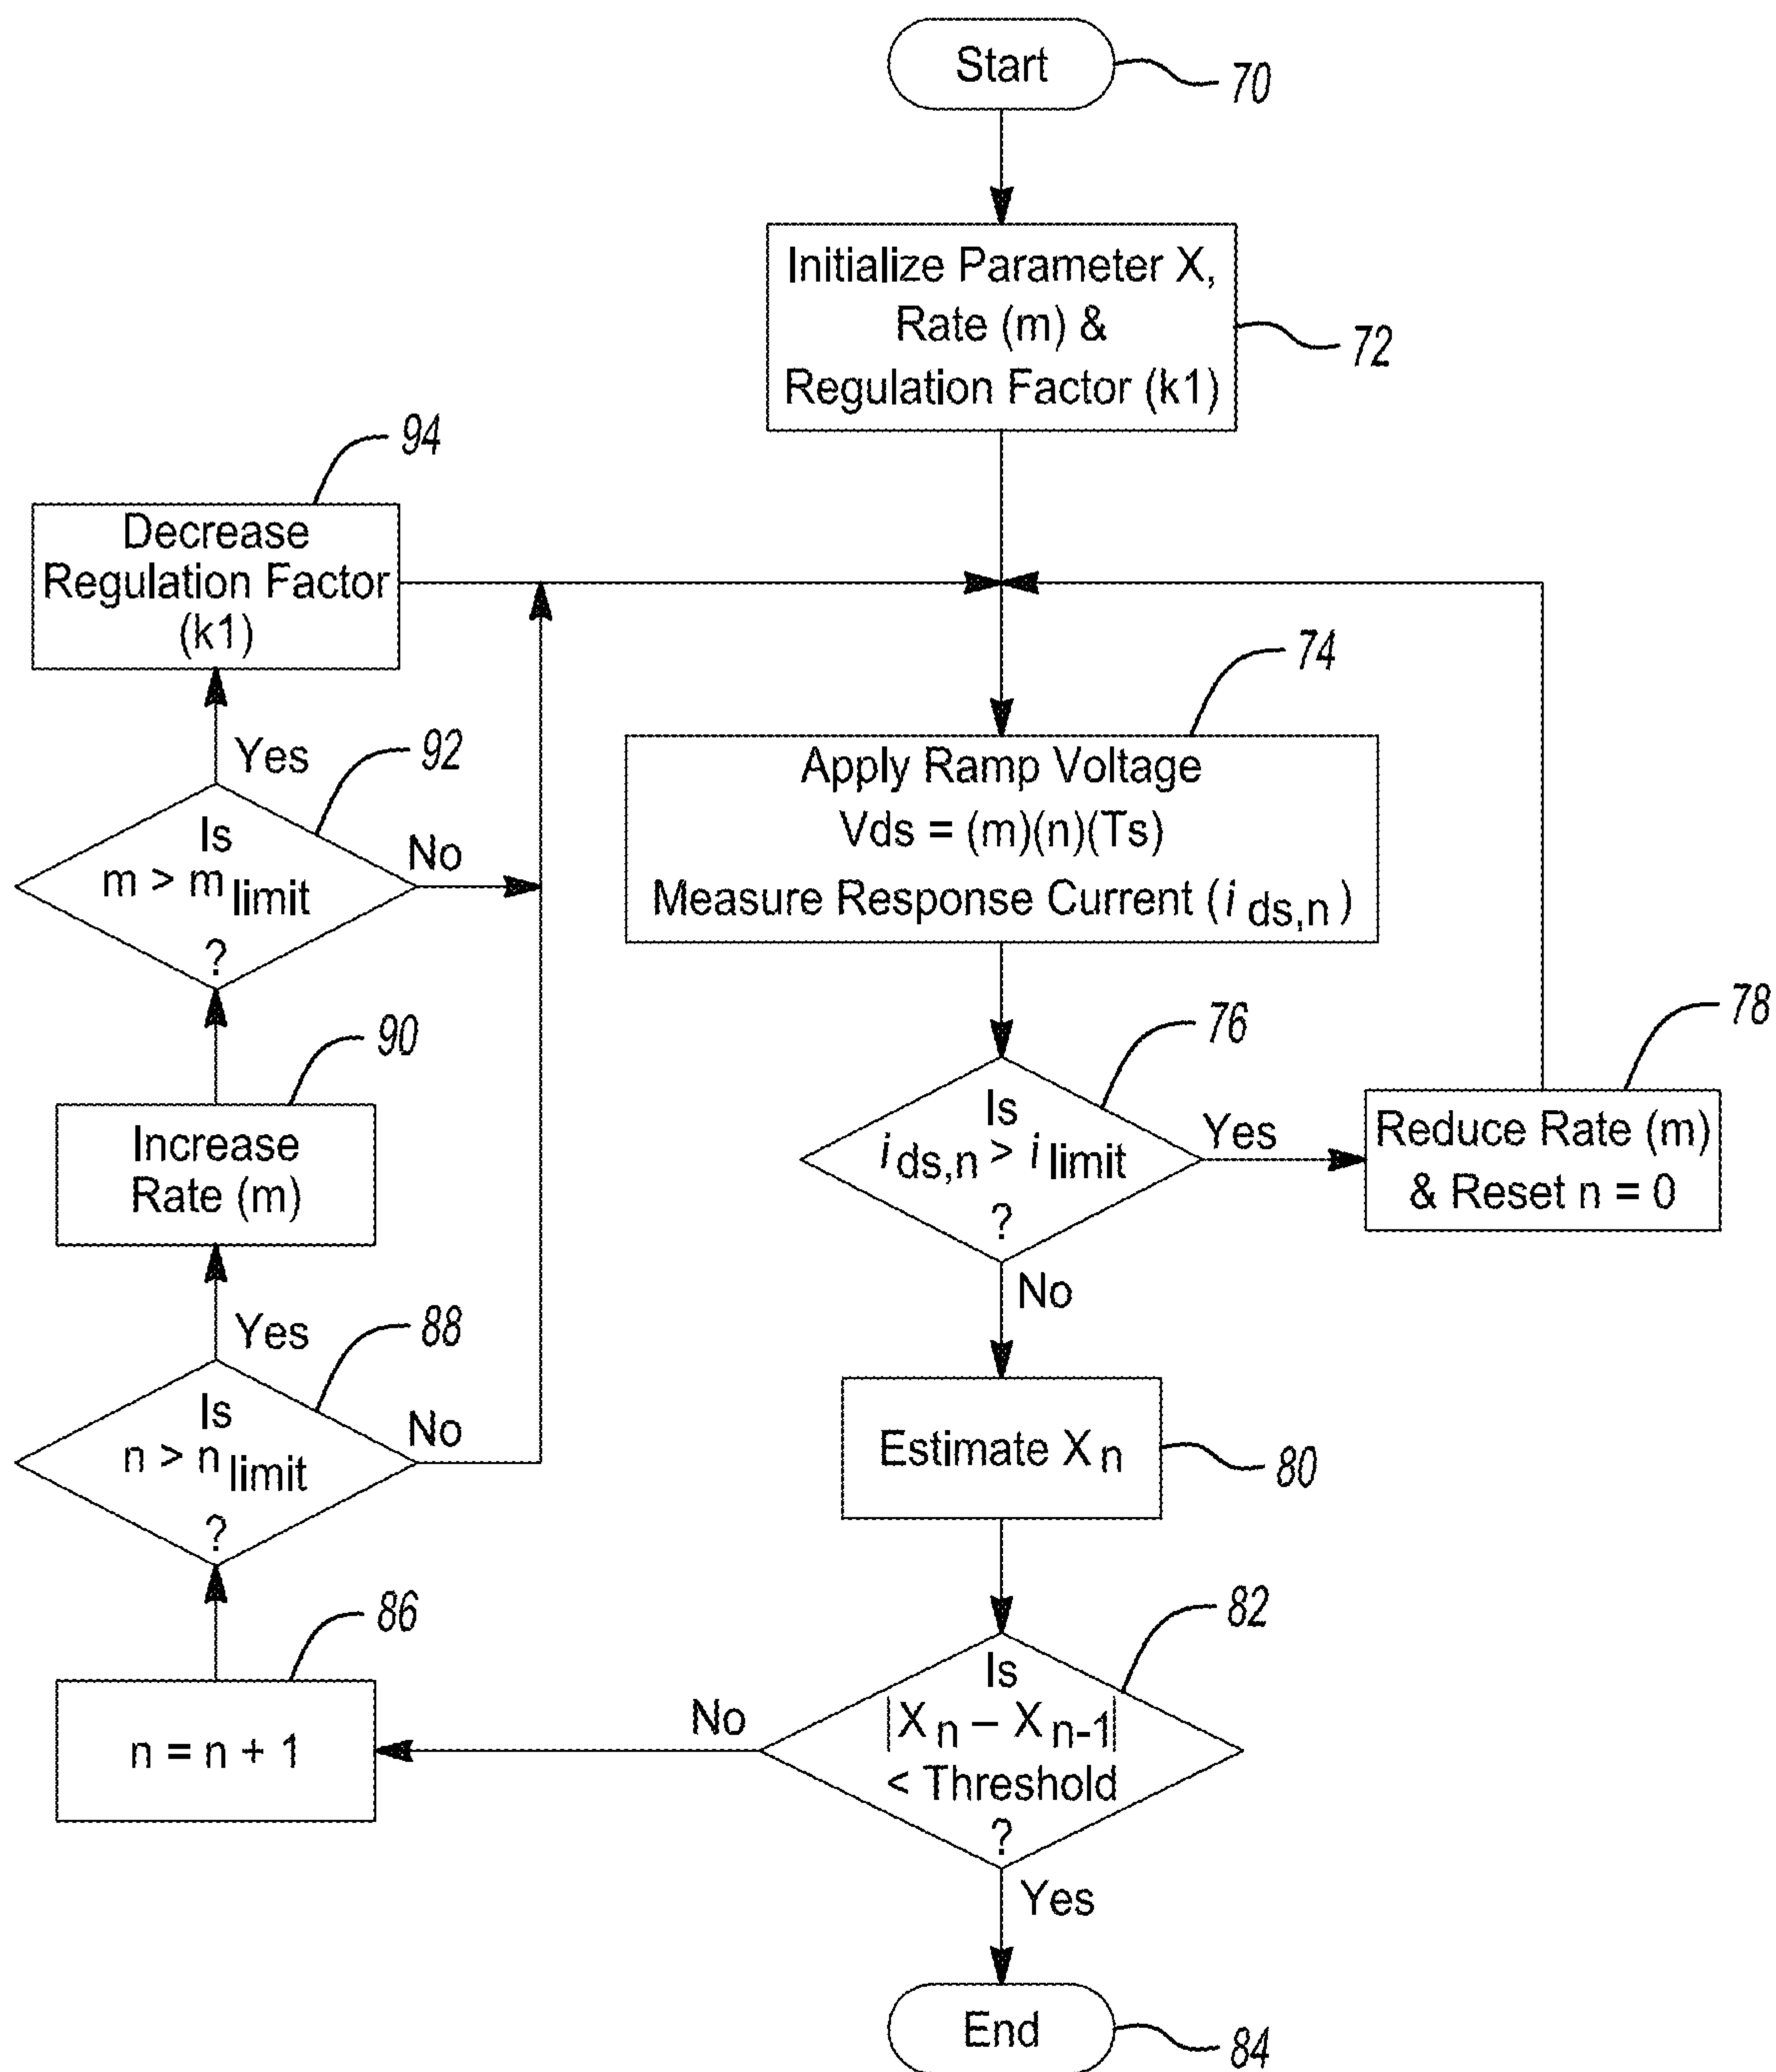 Start
70
Initialize Parameter X,
Rate (m) &
Regulation Factor (k1)
72
94
Decrease
Regulation Factor
(k1)
74
Apply Ramp Voltage
Vds = (m)(n)(Ts)
Measure Response Current (i ds,n)
Yes
92
Is
m > m limit
?
No
76
Is
i ds,n > i limit
?
Yes
78
Reduce Rate (m)
& Reset n = 0
90
Increase
Rate (m)
No
Yes
88
Is
n > n limit
?
No
Estimate X n
80
86
n = n + 1
82
Is
|X n – X n-1|
< Threshold
?
No
Yes
End
84